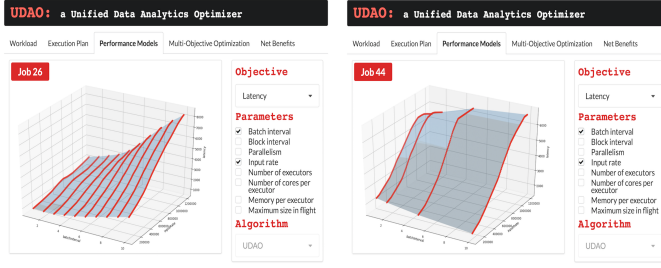 UDAO: a Unified Data Analytics Optimizer
Workload Execution Plan Performance Models Multi-Objective Optimization Net Benefits
Job 26
Objective
Latency
Parameters
Batch interval
Block interval
Parallelism
Input rate
Number of executors
Number of cores per
executor
Memory per executor
Maximum size in flight
Algorithm
UDAO
UDAO: a Unified Data Analytics Optimizer
Workload Execution Plan Performance Models Multi-Objective Optimization Net Benefits
Job 44
Objective
Latency
Parameters
Batch interval
Block interval
Parallelism
Input rate
Number of executors
Number of cores per
executor
Memory per executor
Maximum size in flight
Algorithm
UDAO